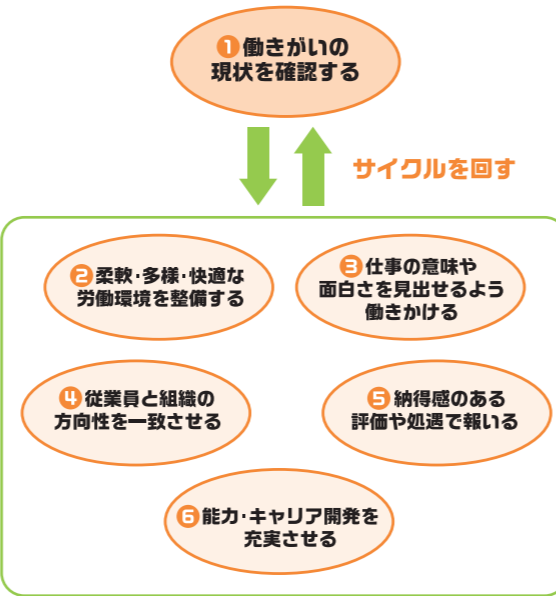 ❶働きがいの
現状を確認する
サイクルを回す
❷柔軟・多様・快適な
労働環境を整備する
❸仕事の意味や
面白さを見出せるよう
働きかける
❹従業員と組織の
方向性を一致させる
❺納得感のある
評価や処遇で報いる
❻能力・キャリア開発を
充実させる